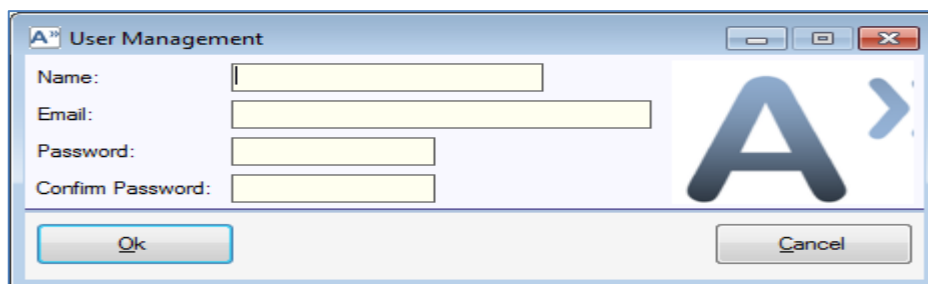 A» User Management
Name:
Email:
Password:
Confirm Password:
A»
Ok
Cancel